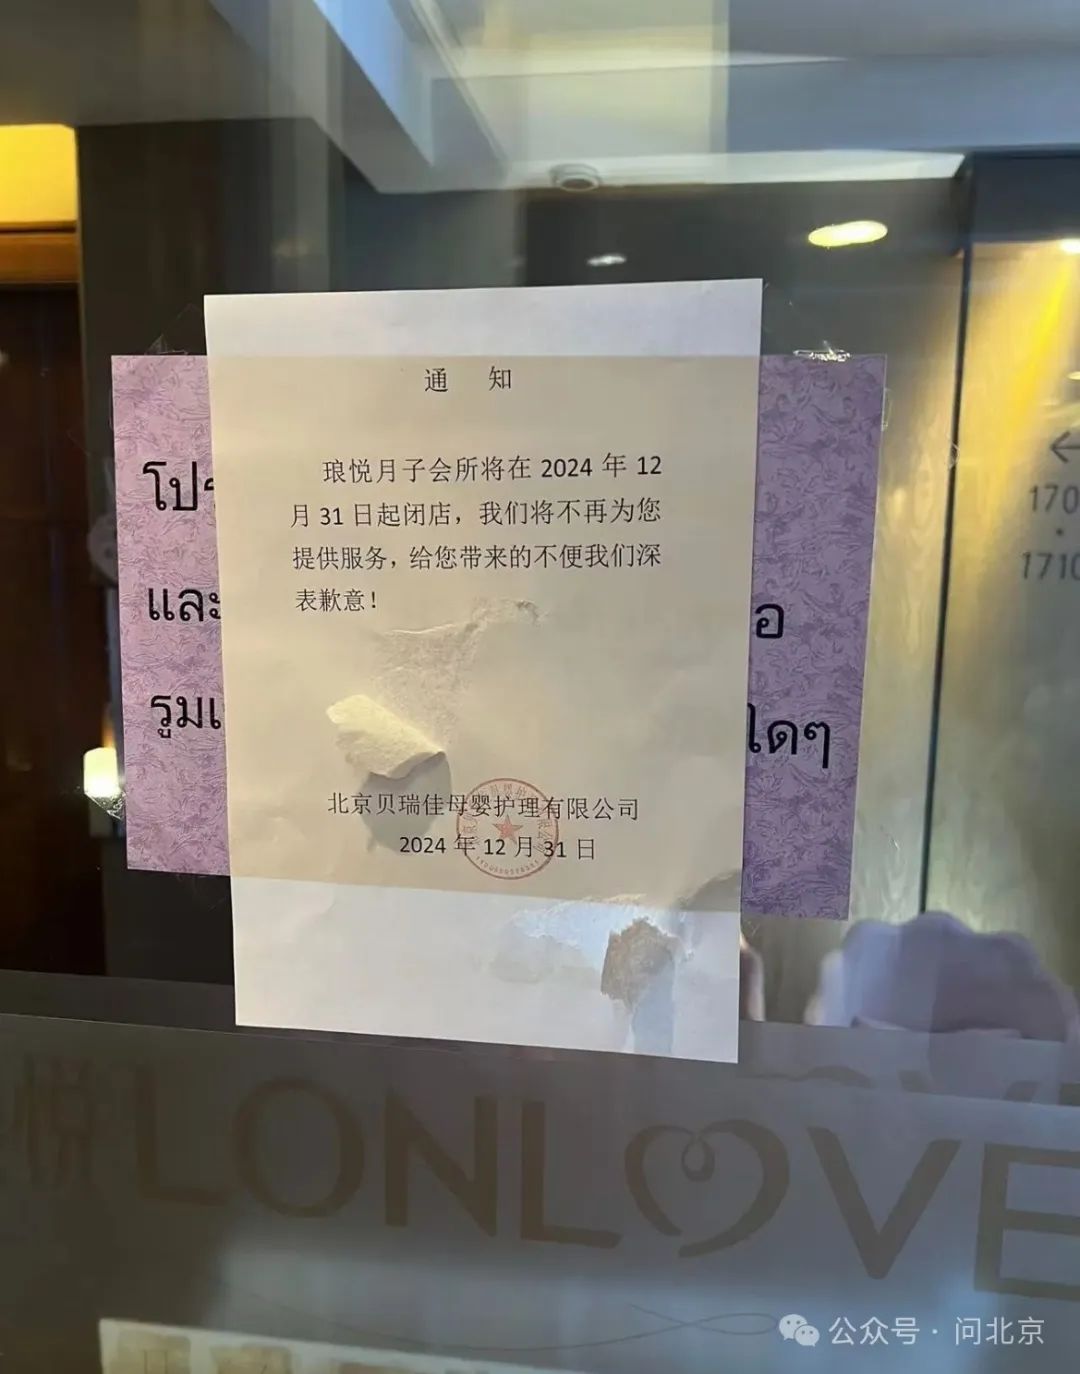 通 知
琅悦月子会所将在 2024 年 12
月 31 日起闭店，我们将不再为您
提供服务，给您带来的不便我们深
表歉意！
北京贝瑞佳母婴护理有限公司
2024 年 12 月 31 日
โปร
และ
อ
รูมเ
ใดๆ
←
170
1710
悦 LONLOVE
公众号 · 问北京